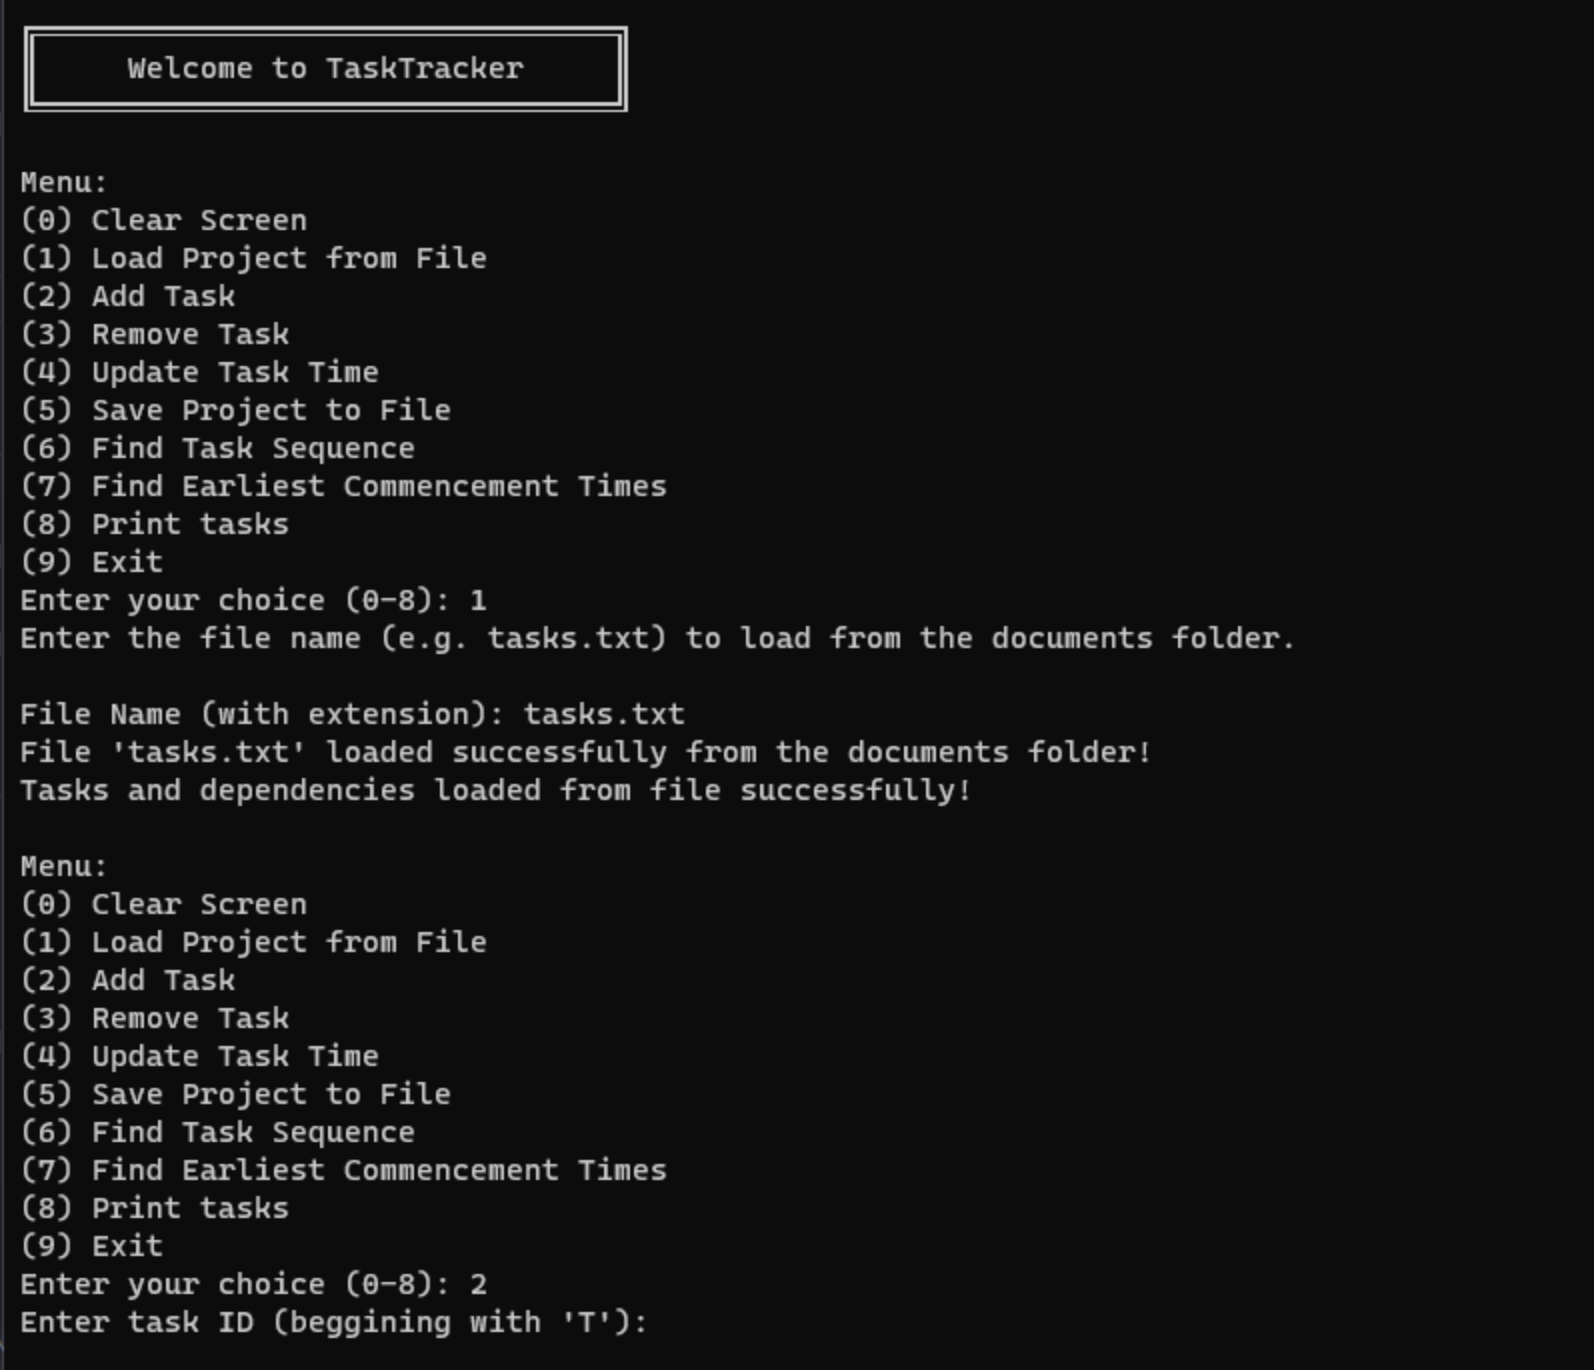 Welcome to TaskTracker
Menu:
(0) Clear Screen
(1) Load Project from File
(2) Add Task
(3) Remove Task
(4) Update Task Time
(5) Save Project to File
(6) Find Task Sequence
(7) Find Earliest Commencement Times
(8) Print tasks
(9) Exit
Enter your choice (0-8): 1
Enter the file name (e.g. tasks.txt) to load from the documents folder.
File Name (with extension): tasks.txt
File 'tasks.txt' loaded successfully from the documents folder!
Tasks and dependencies loaded from file successfully!
Menu:
(0) Clear Screen
(1) Load Project from File
(2) Add Task
(3) Remove Task
(4) Update Task Time
(5) Save Project to File
(6) Find Task Sequence
(7) Find Earliest Commencement Times
(8) Print tasks
(9) Exit
Enter your choice (0-8): 2
Enter task ID (beggining with 'T'):